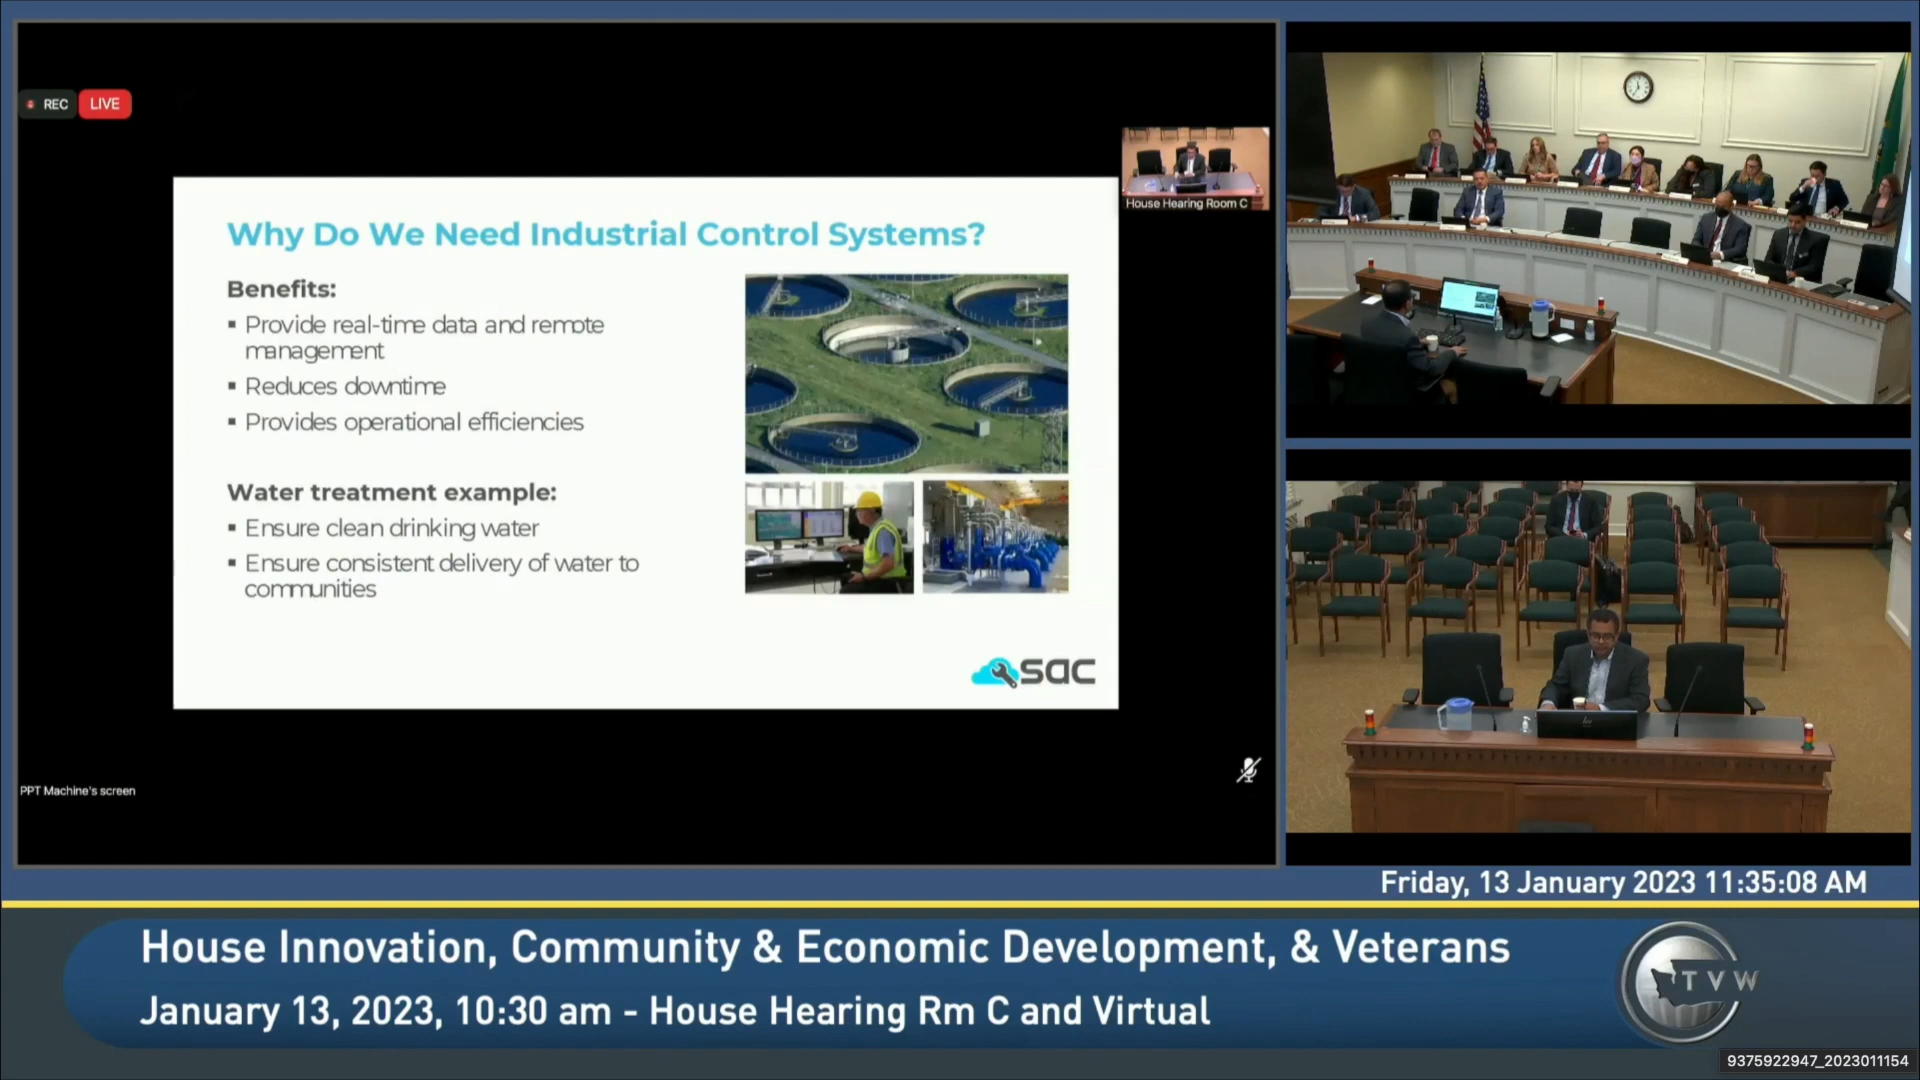 REC LIVE
House Hearing Room C
Why Do We Need Industrial Control Systems?
Benefits:
▪ Provide real-time data and remote
management
▪ Reduces downtime
▪ Provides operational efficiencies
Water treatment example:
▪ Ensure clean drinking water
▪ Ensure consistent delivery of water to
communities
sac
PPT Machine's screen
Friday, 13 January 2023 11:35:08 AM
House Innovation, Community & Economic Development, & Veterans
January 13, 2023, 10:30 am - House Hearing Rm C and Virtual
TVW
9375922947_2023011154